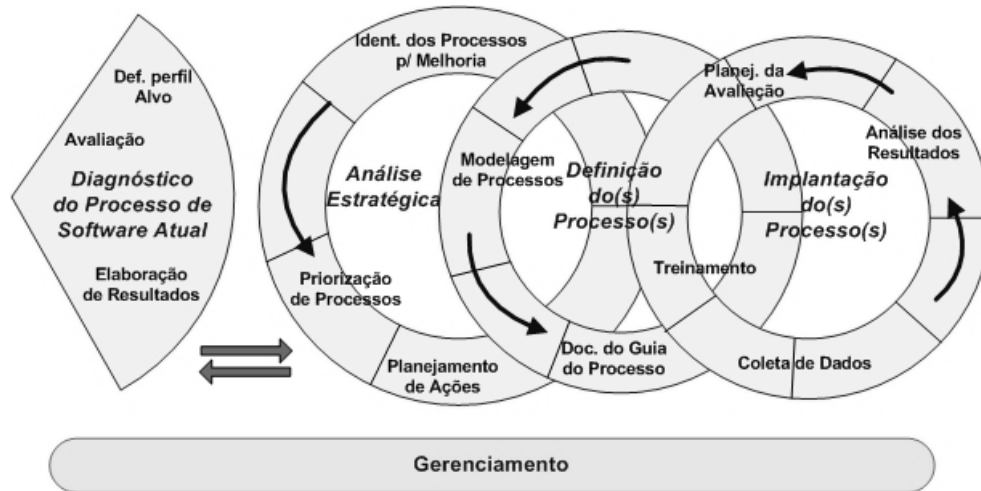 Def. perfil
Alvo
Avaliação
Diagnóstico
do Processo de
Software Atual
Elaboração
de Resultados
Ident. dos Processos
p/ Melhoria
Análise
Estratégica
Priorização
de Processos
Planejamento
de Ações
Modelagem
de Processos
Definição
do(s)
Processo(s)
Doc. do Guia
do Processo
Planej. da
Avaliação
Análise dos
Resultados
Implantação
do(s)
Processo(s)
Treinamento
Coleta de Dados
Gerenciamento